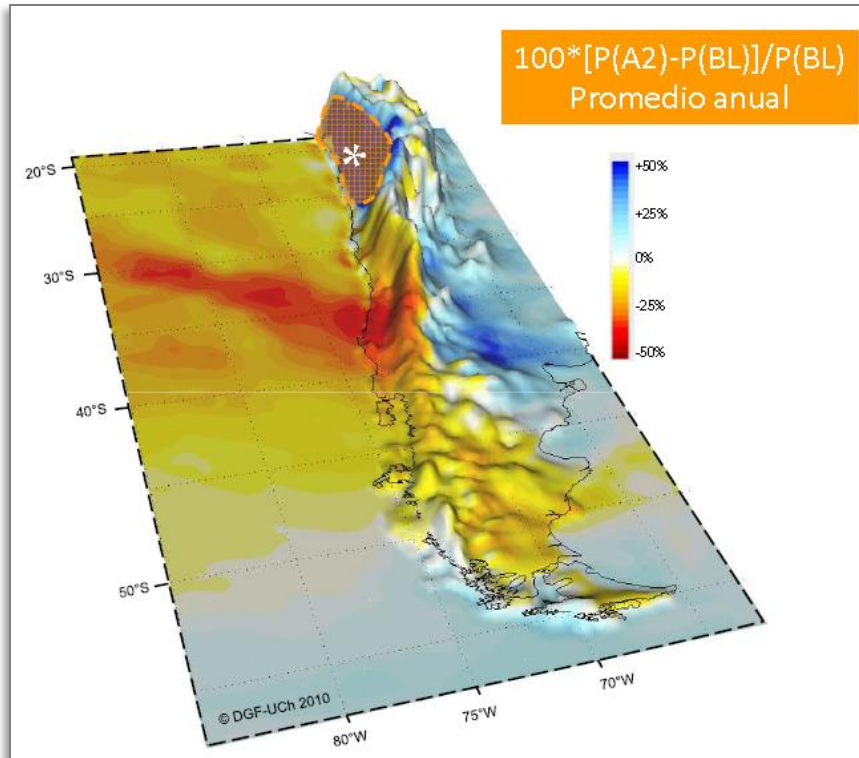 100*[P(A2)-P(BL)]/P(BL)
Promedio anual
+50%
+25%
0%
-25%
-50%
20°S
30°S
40°S
50°S
*
80°W
75°W
70°W
© DGF-UCh 2010